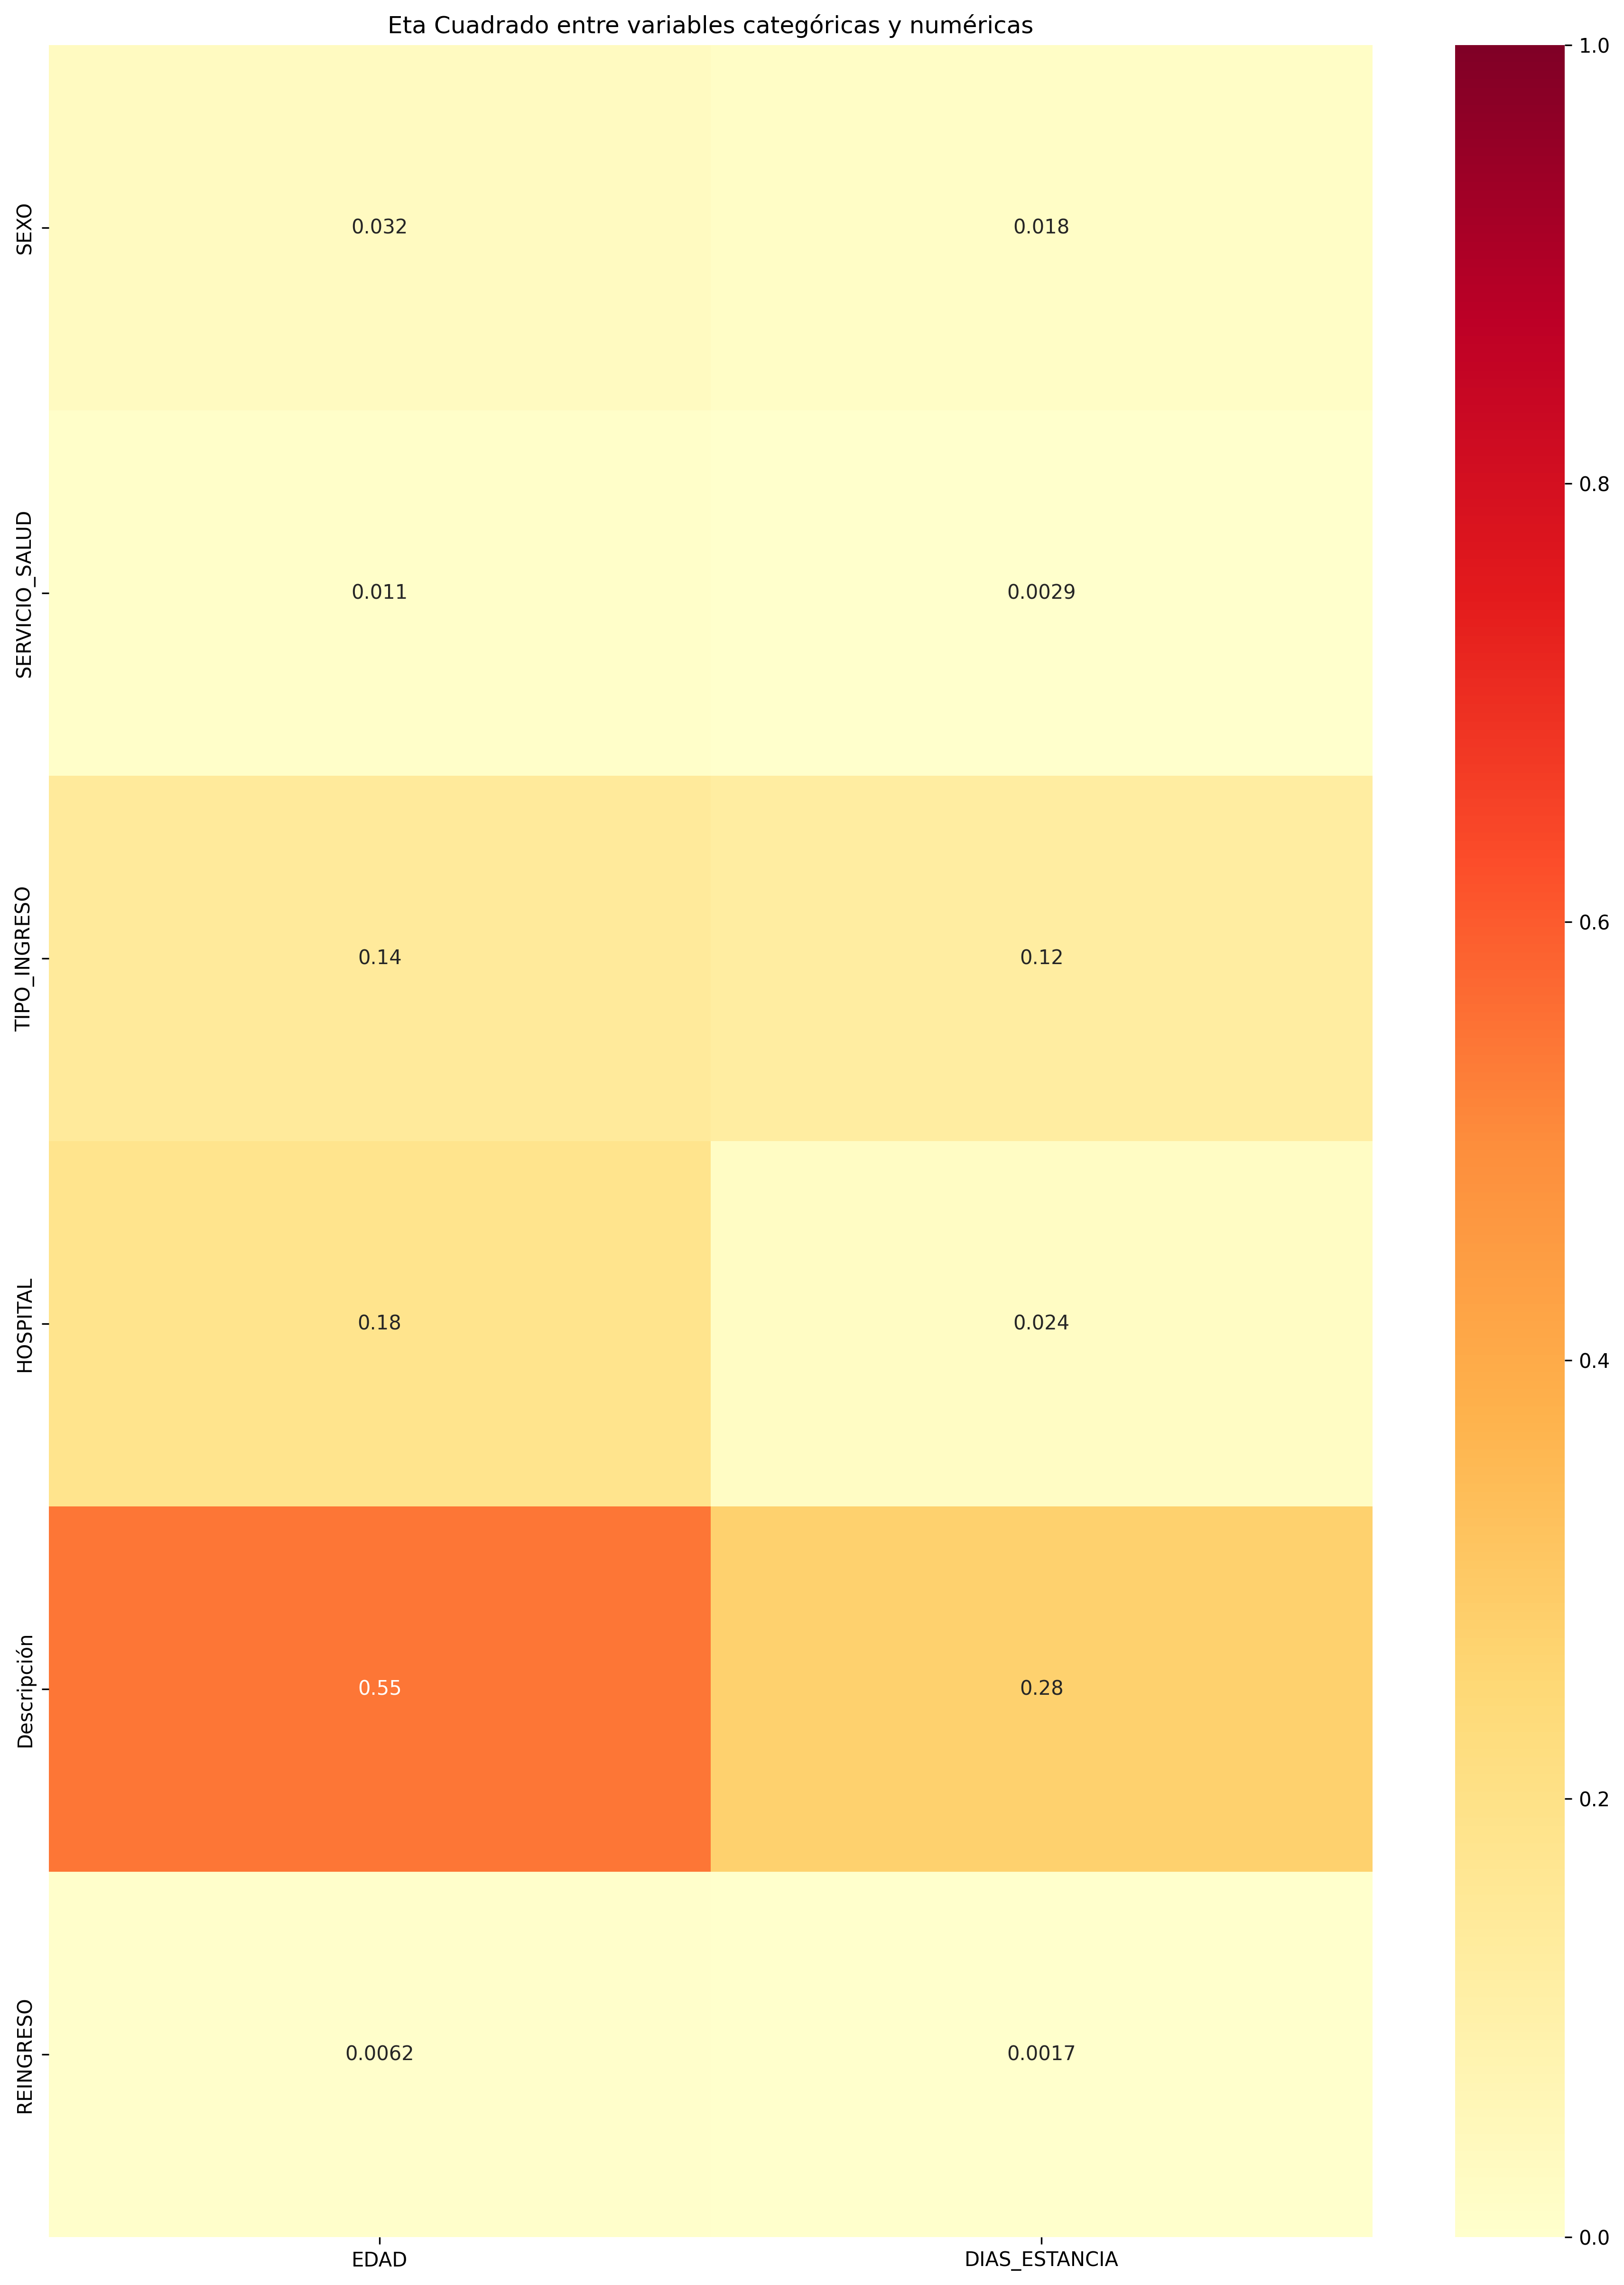 Eta Cuadrado entre variables categóricas y numéricas
SEXO
0.032
0.018
SERVICIO_SALUD
0.011
0.0029
TIPO_INGRESO
0.14
0.12
HOSPITAL
0.18
0.024
Descripción
0.55
0.28
REINGRESO
0.0062
0.0017
EDAD
DIAS_ESTANCIA
1.0
0.8
0.6
0.4
0.2
0.0